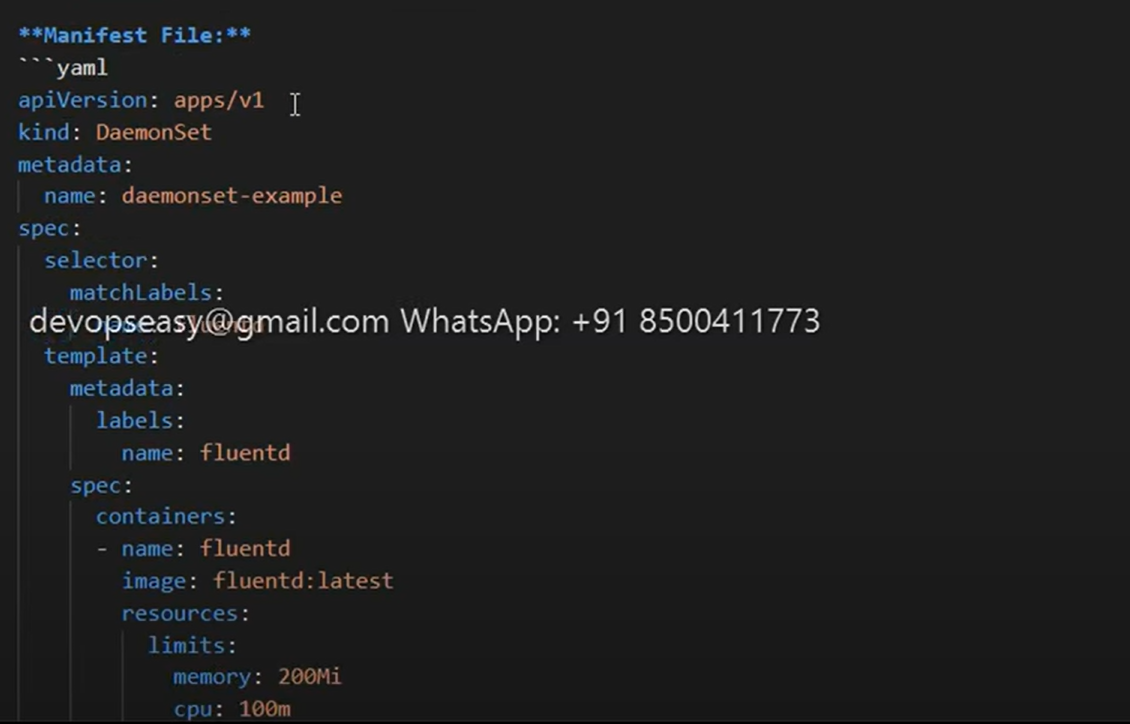 **Manifest File:**
```yaml
apiVersion: apps/v1
kind: DaemonSet
metadata:
  name: daemonset-example
spec:
  selector:
    matchLabels:
devopseasy@gmail.com WhatsApp: +91 8500411773
  template:
    metadata:
      labels:
        name: fluentd
    spec:
      containers:
      - name: fluentd
        image: fluentd:latest
        resources:
          limits:
            memory: 200Mi
            cpu: 100m